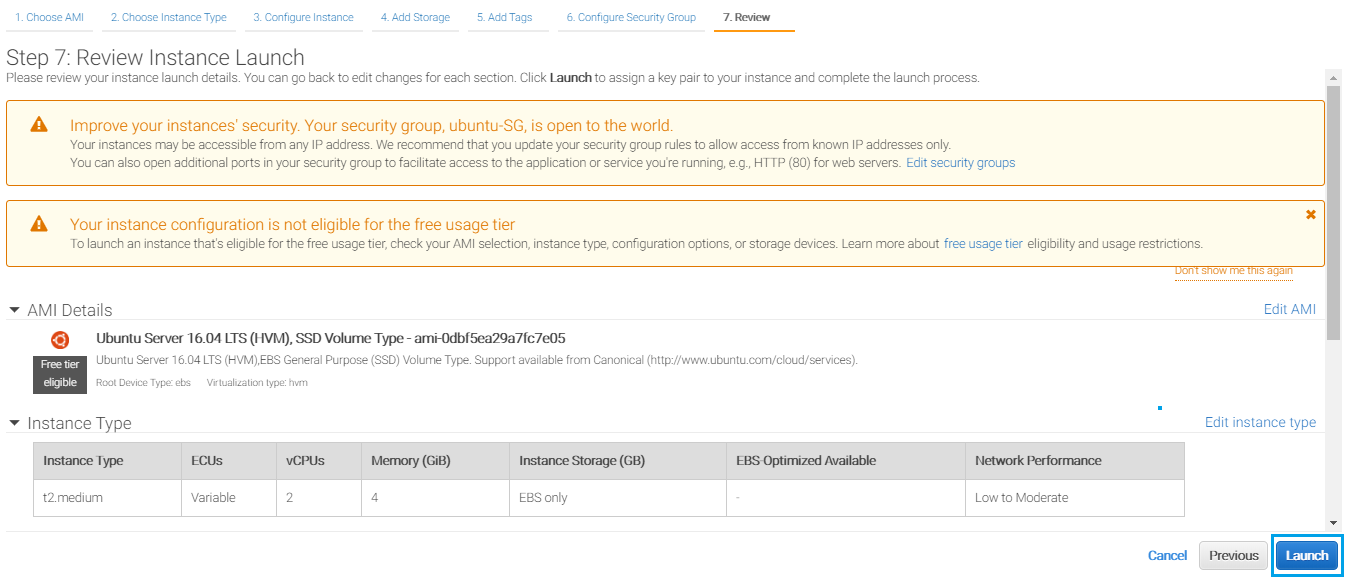 1. Choose AMI 2. Choose Instance Type 3. Configure Instance 4. Add Storage 5. Add Tags 6. Configure Security Group 7. Review
Step 7: Review Instance Launch
Please review your instance launch details. You can go back to edit changes for each section. Click Launch to assign a key pair to your instance and complete the launch process.
Improve your instances' security. Your security group, ubuntu-SG, is open to the world.
Your instances may be accessible from any IP address. We recommend that you update your security group rules to allow access from known IP addresses only.
You can also open additional ports in your security group to facilitate access to the application or service you're running, e.g., HTTP (80) for web servers. Edit security groups
Your instance configuration is not eligible for the free usage tier
To launch an instance that's eligible for the free usage tier, check your AMI selection, instance type, configuration options, or storage devices. Learn more about free usage tier eligibility and usage restrictions.
Don't show me this again
AMI Details Edit AMI
Ubuntu Server 16.04 LTS (HVM), SSD Volume Type - ami-0dbf5ea29a7fc7e05
Free tier
eligible
Ubuntu Server 16.04 LTS (HVM),EBS General Purpose (SSD) Volume Type. Support available from Canonical (http://www.ubuntu.com/cloud/services).
Root Device Type: ebs Virtualization type: hvm
Instance Type Edit instance type
Instance Type ECUs vCPUs Memory (GiB) Instance Storage (GB) EBS-Optimized Available Network Performance
t2.medium Variable 2 4 EBS only - Low to Moderate
Cancel Previous Launch